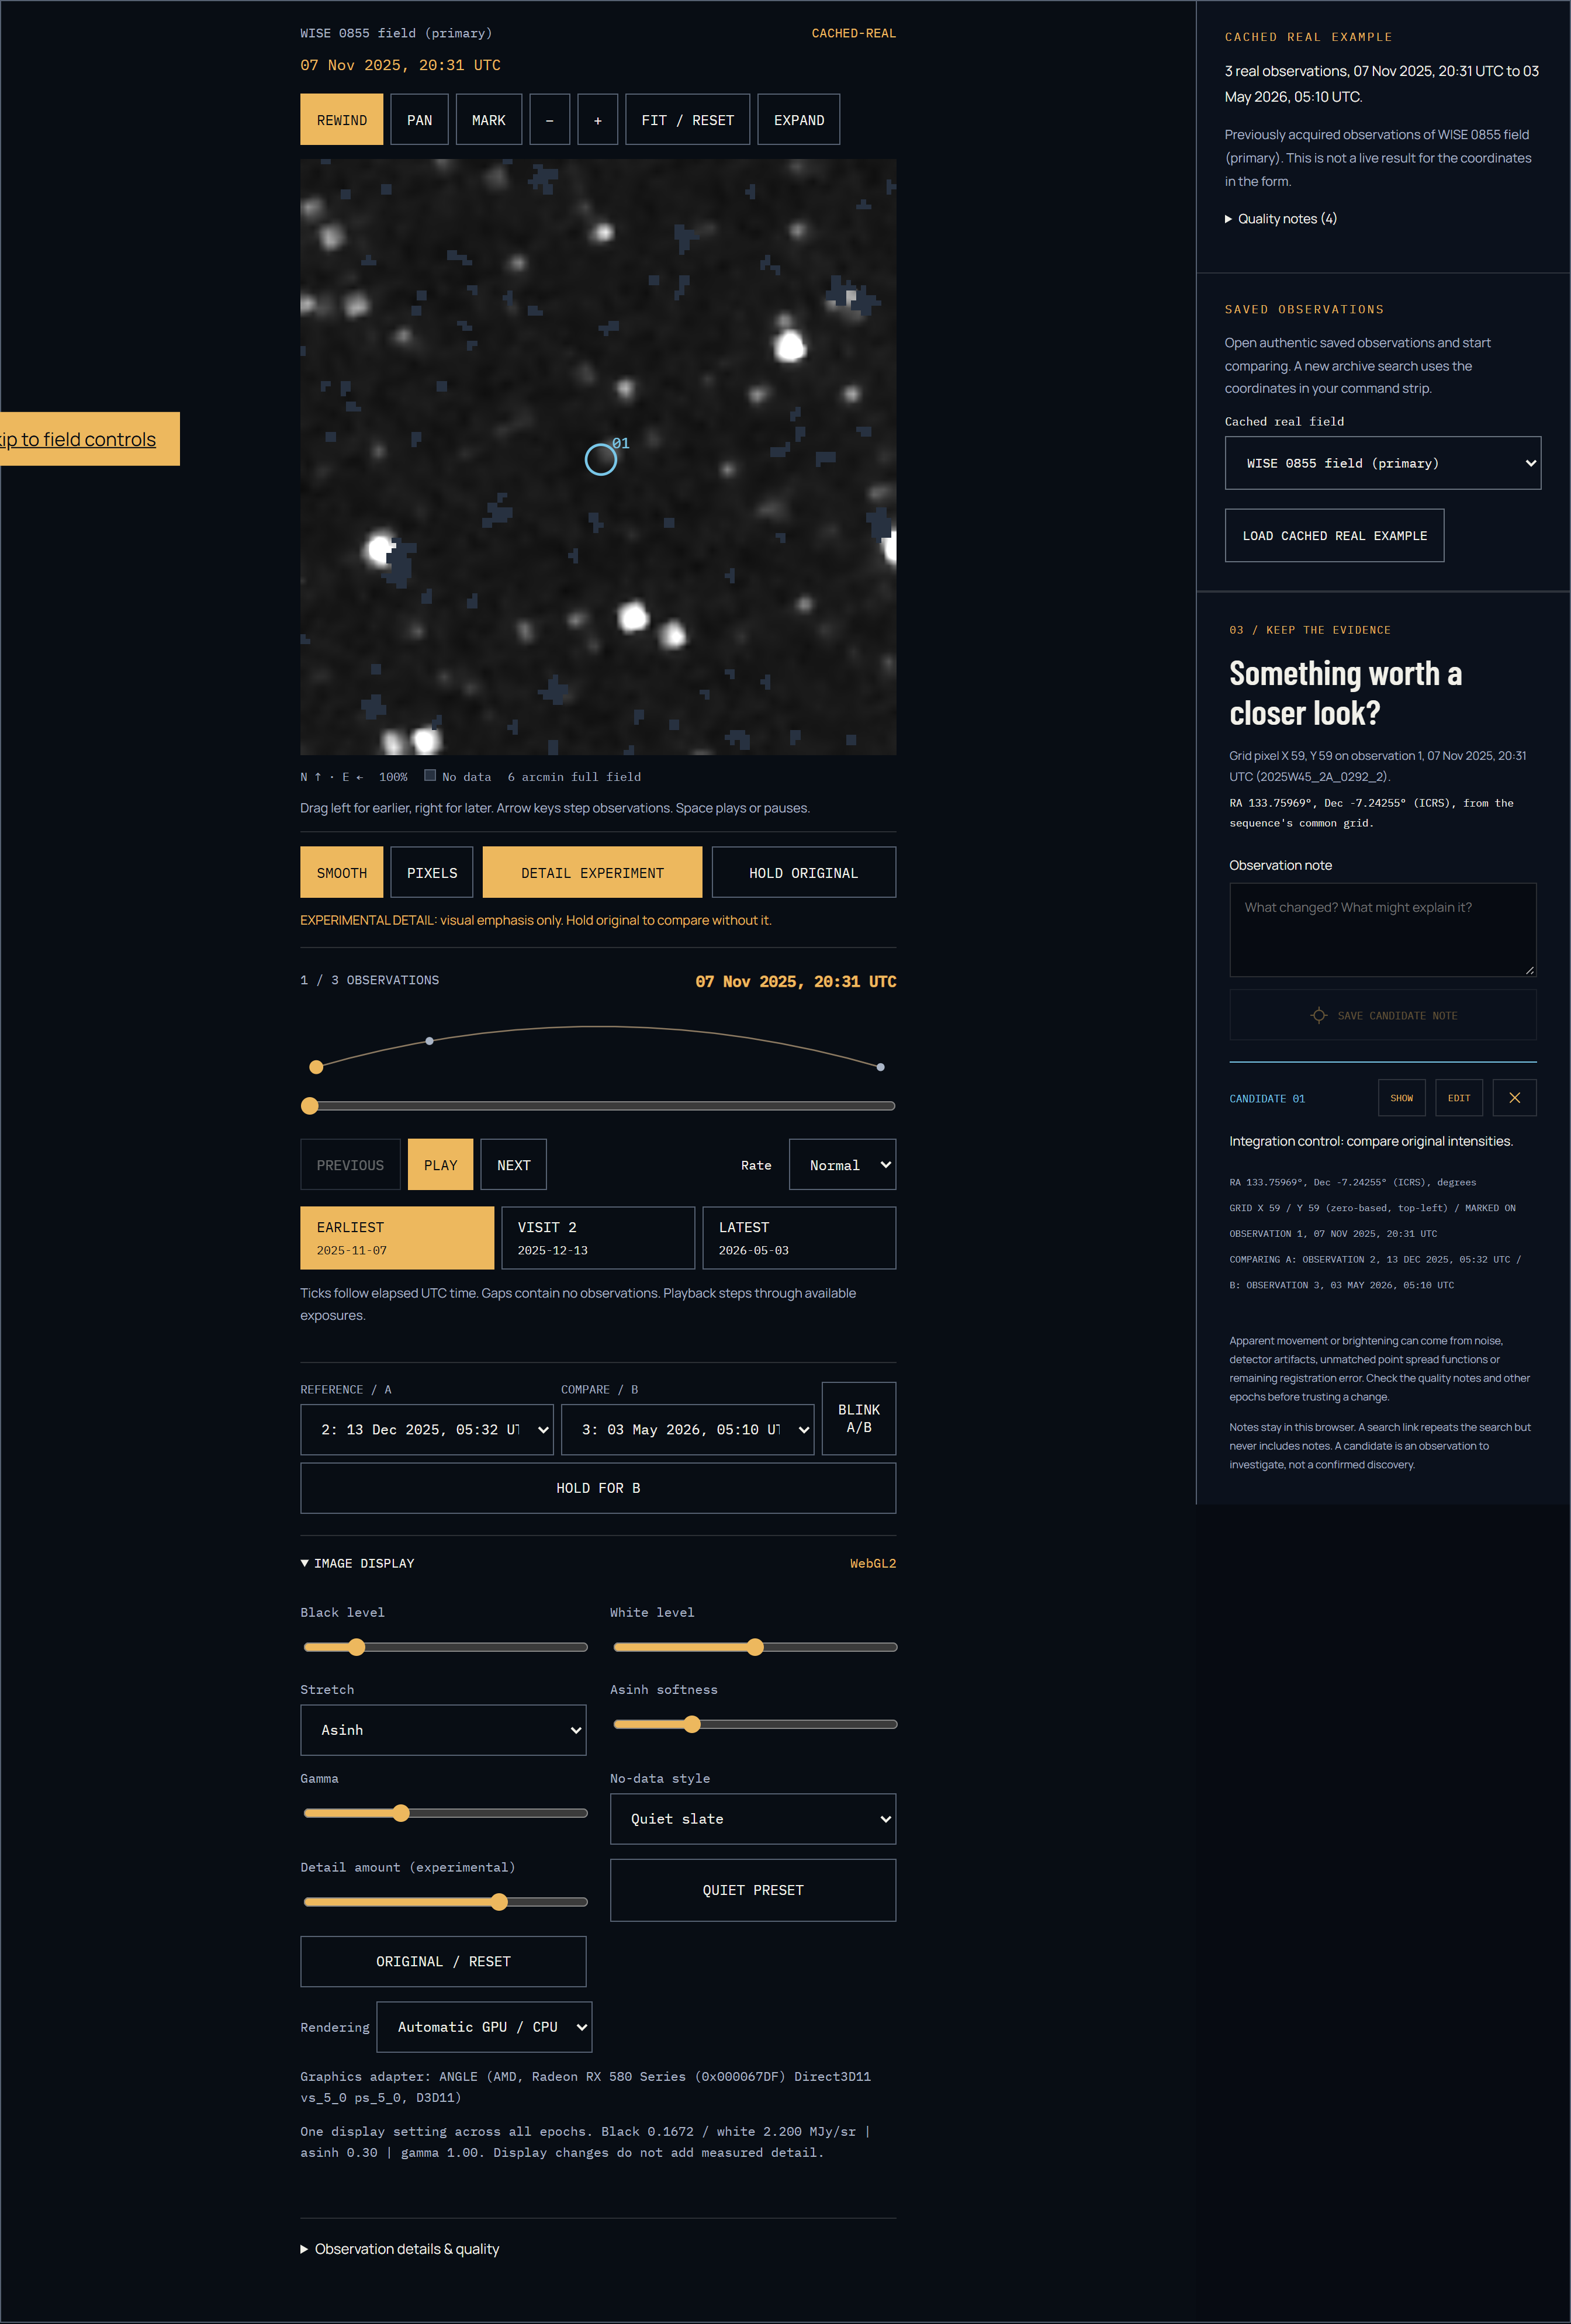 WISE 0855 field (primary)
CACHED-REAL
07 Nov 2025, 20:31 UTC
REWIND
PAN
MARK
−
+
FIT / RESET
EXPAND
01
N ↑ · E ← 100% No data 6 arcmin full field
Drag left for earlier, right for later. Arrow keys step observations. Space plays or pauses.
SMOOTH
PIXELS
DETAIL EXPERIMENT
HOLD ORIGINAL
EXPERIMENTAL DETAIL: visual emphasis only. Hold original to compare without it.
1 / 3 OBSERVATIONS
07 Nov 2025, 20:31 UTC
PREVIOUS
PLAY
NEXT
Rate
Normal
EARLIEST
2025-11-07
VISIT 2
2025-12-13
LATEST
2026-05-03
Ticks follow elapsed UTC time. Gaps contain no observations. Playback steps through available
exposures.
REFERENCE / A
2: 13 Dec 2025, 05:32 UT
COMPARE / B
3: 03 May 2026, 05:10 UT
BLINK
A/B
HOLD FOR B
IMAGE DISPLAY
WebGL2
Black level
White level
Stretch
Asinh
Asinh softness
Gamma
No-data style
Quiet slate
Detail amount (experimental)
QUIET PRESET
ORIGINAL / RESET
Rendering
Automatic GPU / CPU
Graphics adapter: ANGLE (AMD, Radeon RX 580 Series (0x000067DF) Direct3D11
vs_5_0 ps_5_0, D3D11)
One display setting across all epochs. Black 0.1672 / white 2.200 MJy/sr |
asinh 0.30 | gamma 1.00. Display changes do not add measured detail.
Observation details & quality
kip to field controls
CACHED REAL EXAMPLE
3 real observations, 07 Nov 2025, 20:31 UTC to 03
May 2026, 05:10 UTC.
Previously acquired observations of WISE 0855 field
(primary). This is not a live result for the coordinates
in the form.
Quality notes (4)
SAVED OBSERVATIONS
Open authentic saved observations and start
comparing. A new archive search uses the
coordinates in your command strip.
Cached real field
WISE 0855 field (primary)
LOAD CACHED REAL EXAMPLE
03 / KEEP THE EVIDENCE
Something worth a
closer look?
Grid pixel X 59, Y 59 on observation 1, 07 Nov 2025, 20:31
UTC (2025W45_2A_0292_2).
RA 133.75969°, Dec -7.24255° (ICRS), from the
sequence's common grid.
Observation note
What changed? What might explain it?
SAVE CANDIDATE NOTE
CANDIDATE 01
SHOW
EDIT
Integration control: compare original intensities.
RA 133.75969°, Dec -7.24255° (ICRS), degrees
GRID X 59 / Y 59 (zero-based, top-left) / MARKED ON
OBSERVATION 1, 07 NOV 2025, 20:31 UTC
COMPARING A: OBSERVATION 2, 13 DEC 2025, 05:32 UTC /
B: OBSERVATION 3, 03 MAY 2026, 05:10 UTC
Apparent movement or brightening can come from noise,
detector artifacts, unmatched point spread functions or
remaining registration error. Check the quality notes and other
epochs before trusting a change.
Notes stay in this browser. A search link repeats the search but
never includes notes. A candidate is an observation to
investigate, not a confirmed discovery.